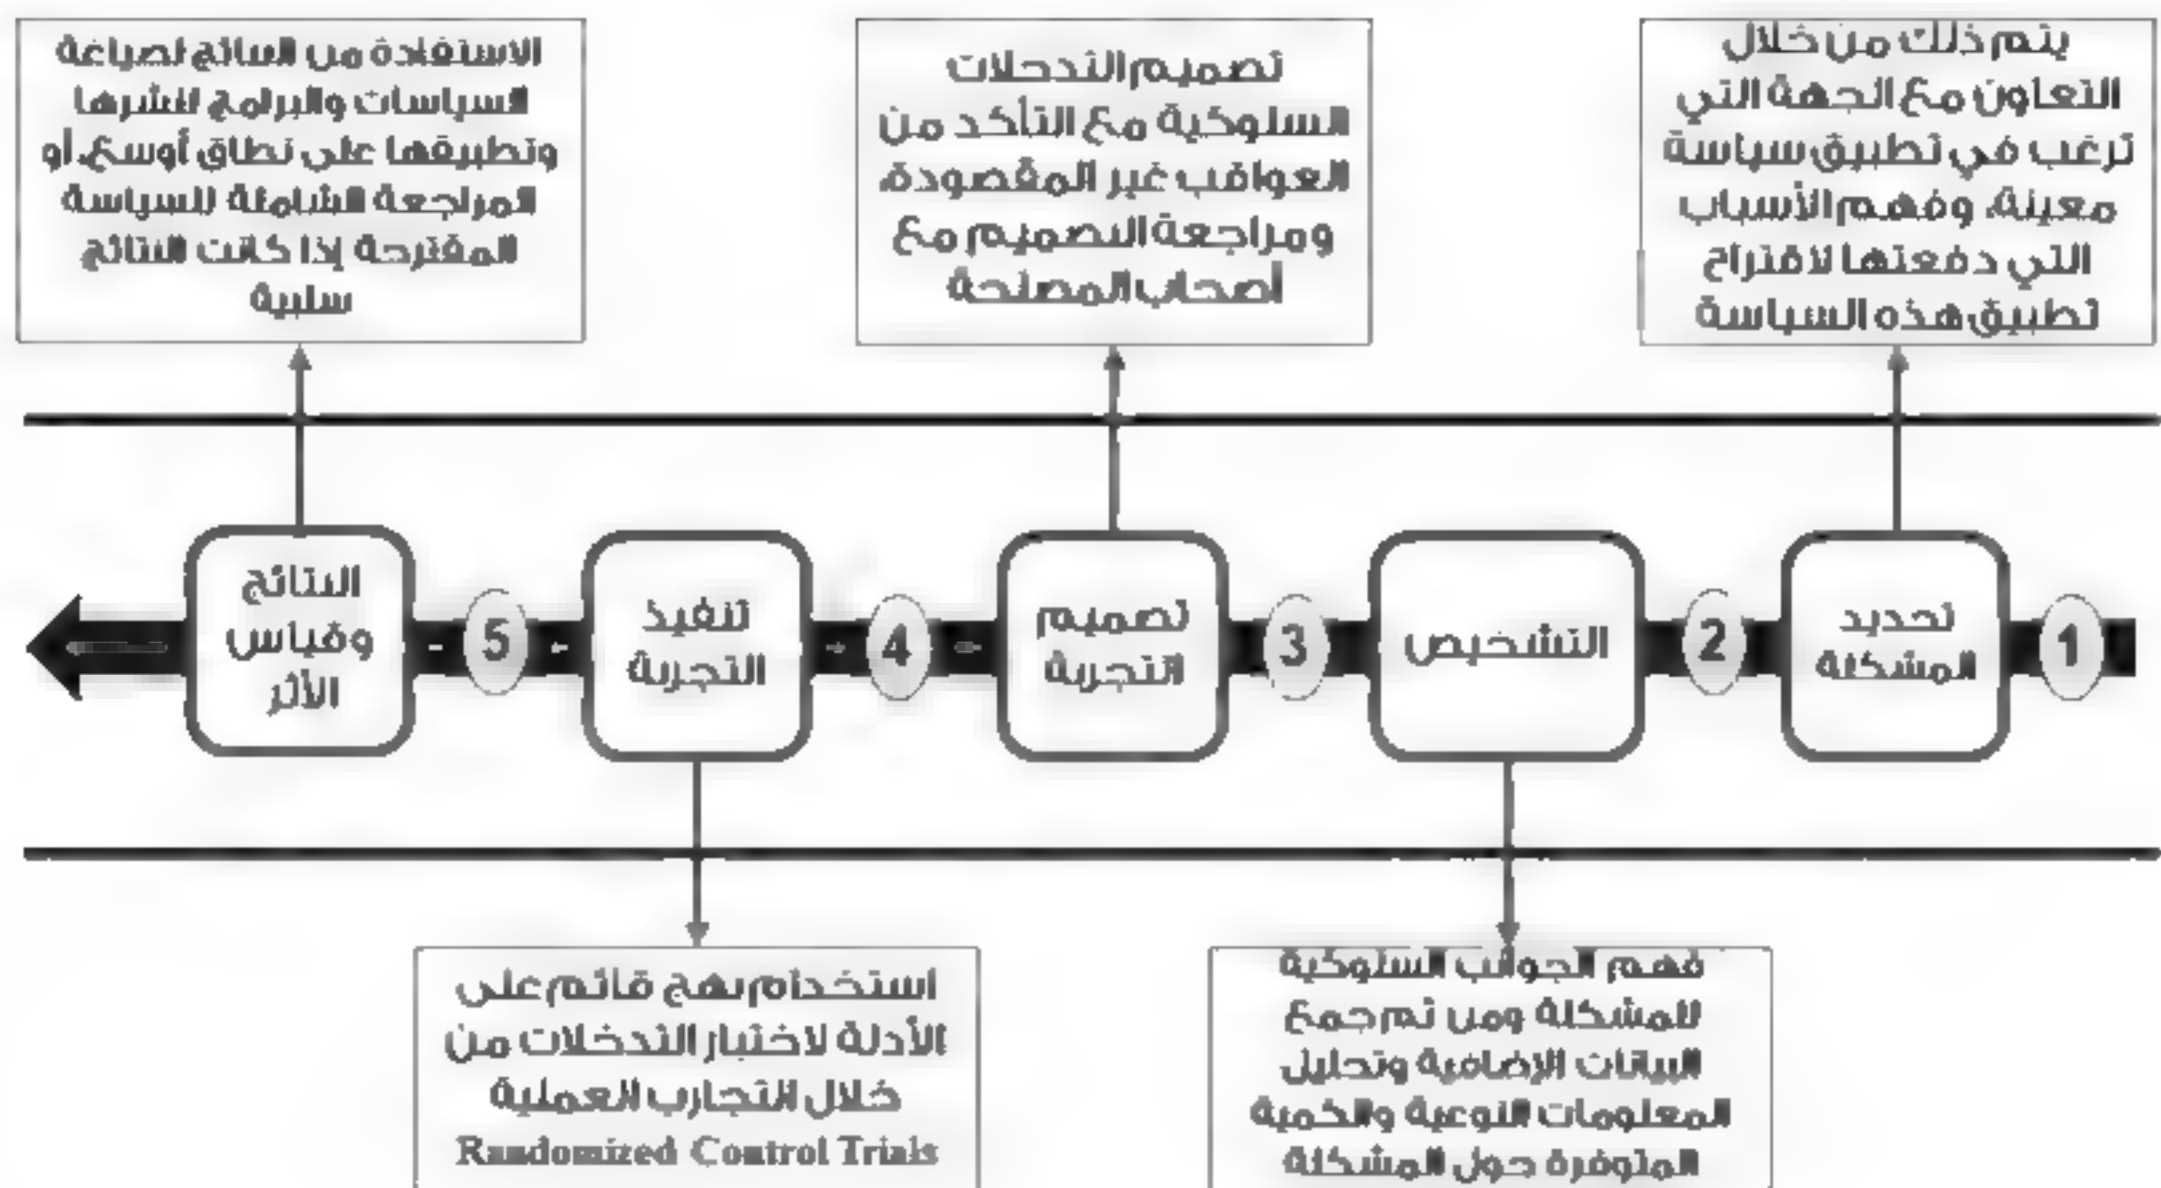 يتم ذلك من خلال
التعاون مع الجهة التي
ترغب في تطبيق سياسة
معينة، وفهم الأسباب
التي دفعتها لاقتراح
تطبيق هذه السياسة
تصميم التدخلات
السلوكية مع التأكد من
العواقب غير المقصودة،
ومراجعة التصميم مع
أصحاب المصلحة
الاستفادة من النتائج لصياغة
السياسات والبرامج لنشرها
وتطبيقها على نطاق أوسع، أو
المراجعة الشاملة للسياسة
المقترحة إذا كانت النتائج
سلبية
1
تحديد
المشكلة
2
التشخيص
3
تصميم
التجربة
4
تنفيذ
التجربة
5
النتائج
وقياس
الأثر
فهم الجوانب السلوكية
للمشكلة ومن ثم جمع
البيانات الإضافية وتحليل
المعلومات النوعية والكمية
المتوفرة حول المشكلة
استخدام نهج قائم على
الأدلة لاختبار التدخلات من
خلال التجارب العملية
Randomized Control Trials